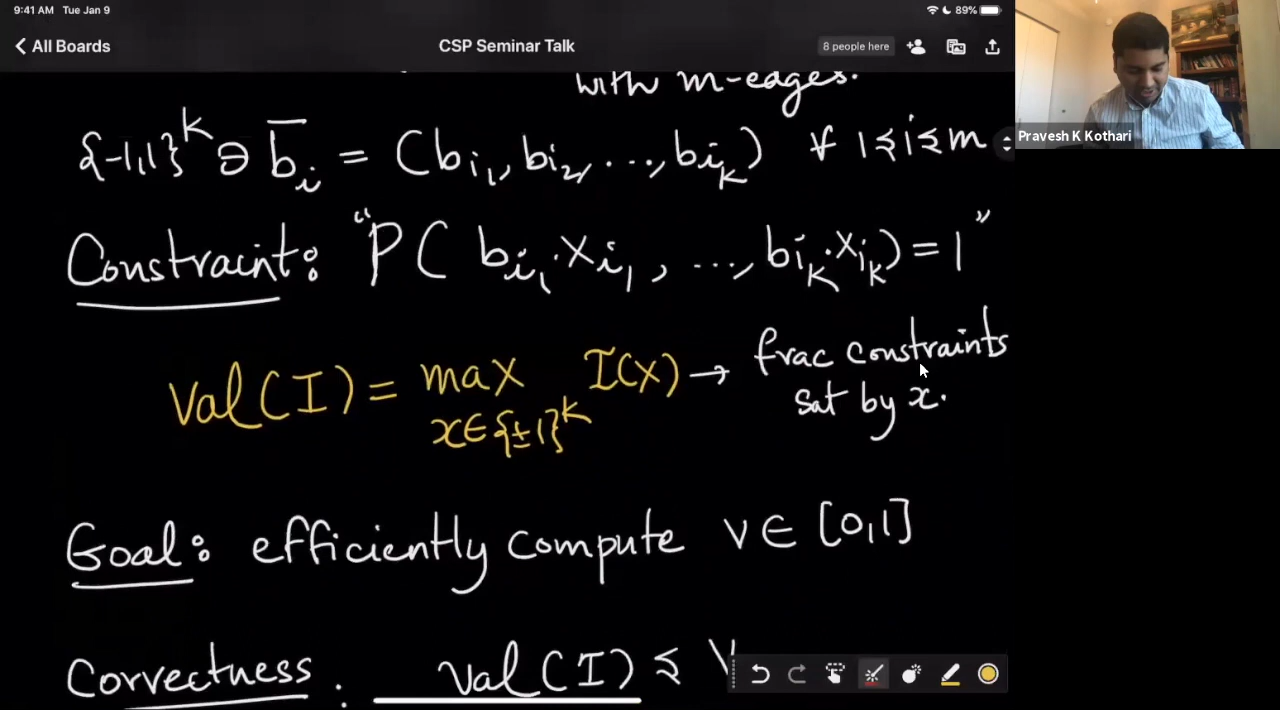 9:41 AM Tue Jan 9
89%
All Boards
CSP Seminar Talk
8 people here
with m-edges.
{-1,1}^k ∋ b̄_i = (b_{i_1}, b_{i_2}, ..., b_{i_k}) ∀ 1≤i≤m
Pravesh K Kothari
Constraint: "P( b_{i_1}·x_{i_1}, ..., b_{i_k}·x_{i_k}) = 1"
Val(I) = max I(x) → frac constraints
x∈{±1}^k sat by x.
Goal: efficiently compute v ∈ [0,1]
Correctness: Val(I) ≤ V